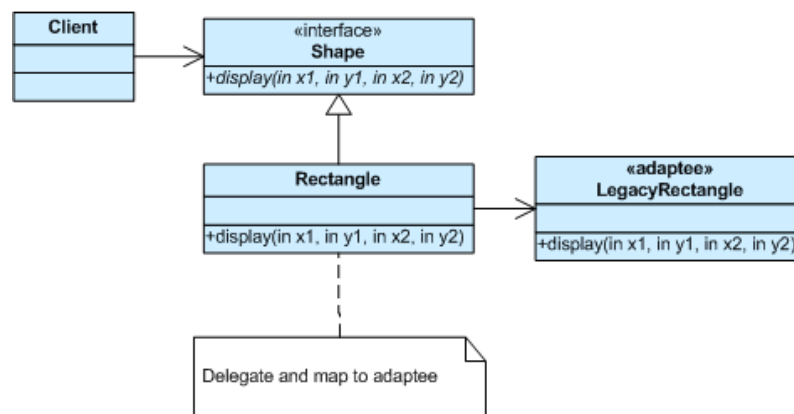 Client
«interface»
Shape
+display(in x1, in y1, in x2, in y2)
Rectangle
+display(in x1, in y1, in x2, in y2)
«adaptee»
LegacyRectangle
+display(in x1, in y1, in x2, in y2)
Delegate and map to adaptee